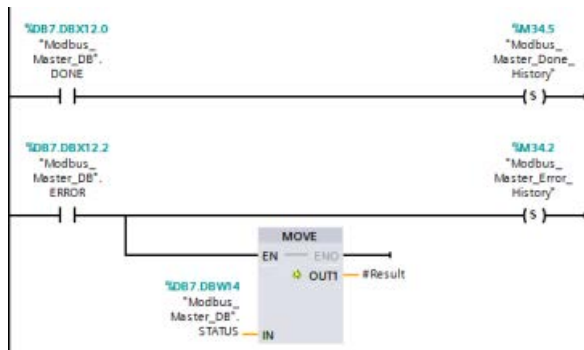 %DB7.DBX12.0
"Modbus_
Master_DB".
DONE
%M34.5
"Modbus_
Master_Done_
History"
S
%DB7.DBX12.2
"Modbus_
Master_DB".
ERROR
%M34.2
"Modbus_
Master_Error_
History"
S
MOVE
EN ENO
OUT1 #Result
%DB7.DBW14
"Modbus_
Master_DB".
STATUS IN